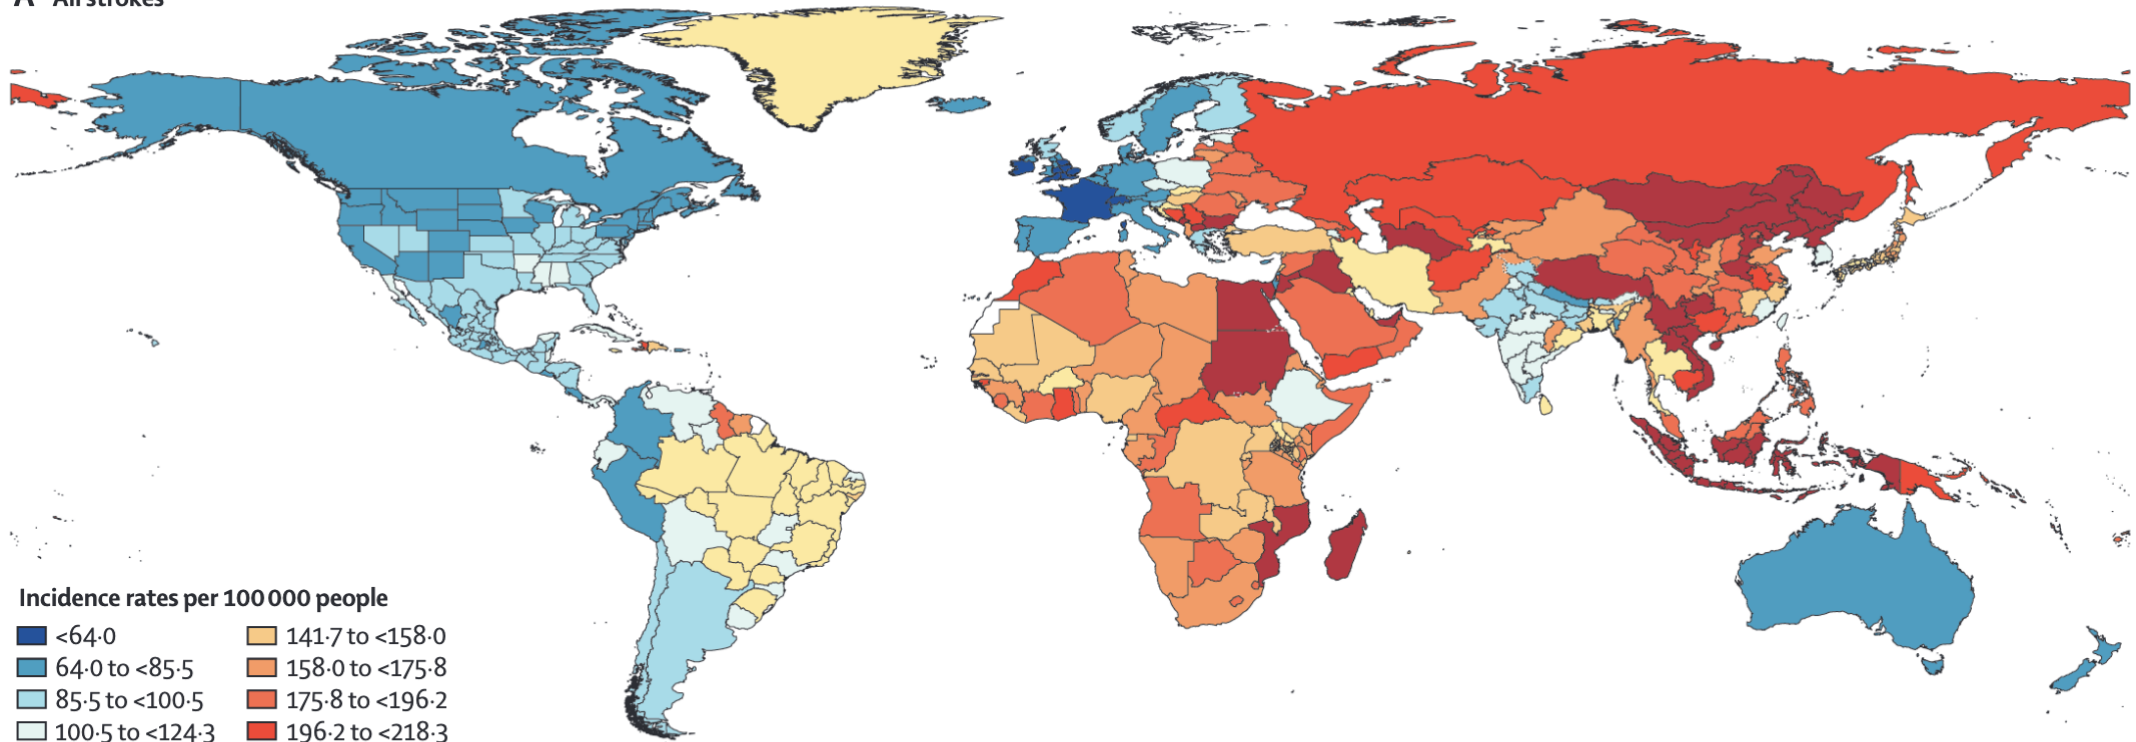 A All strokes
Incidence rates per 100 000 people
<64·0
64·0 to <85·5
85·5 to <100·5
100·5 to <124·3
141·7 to <158·0
158·0 to <175·8
175·8 to <196·2
196·2 to <218·3